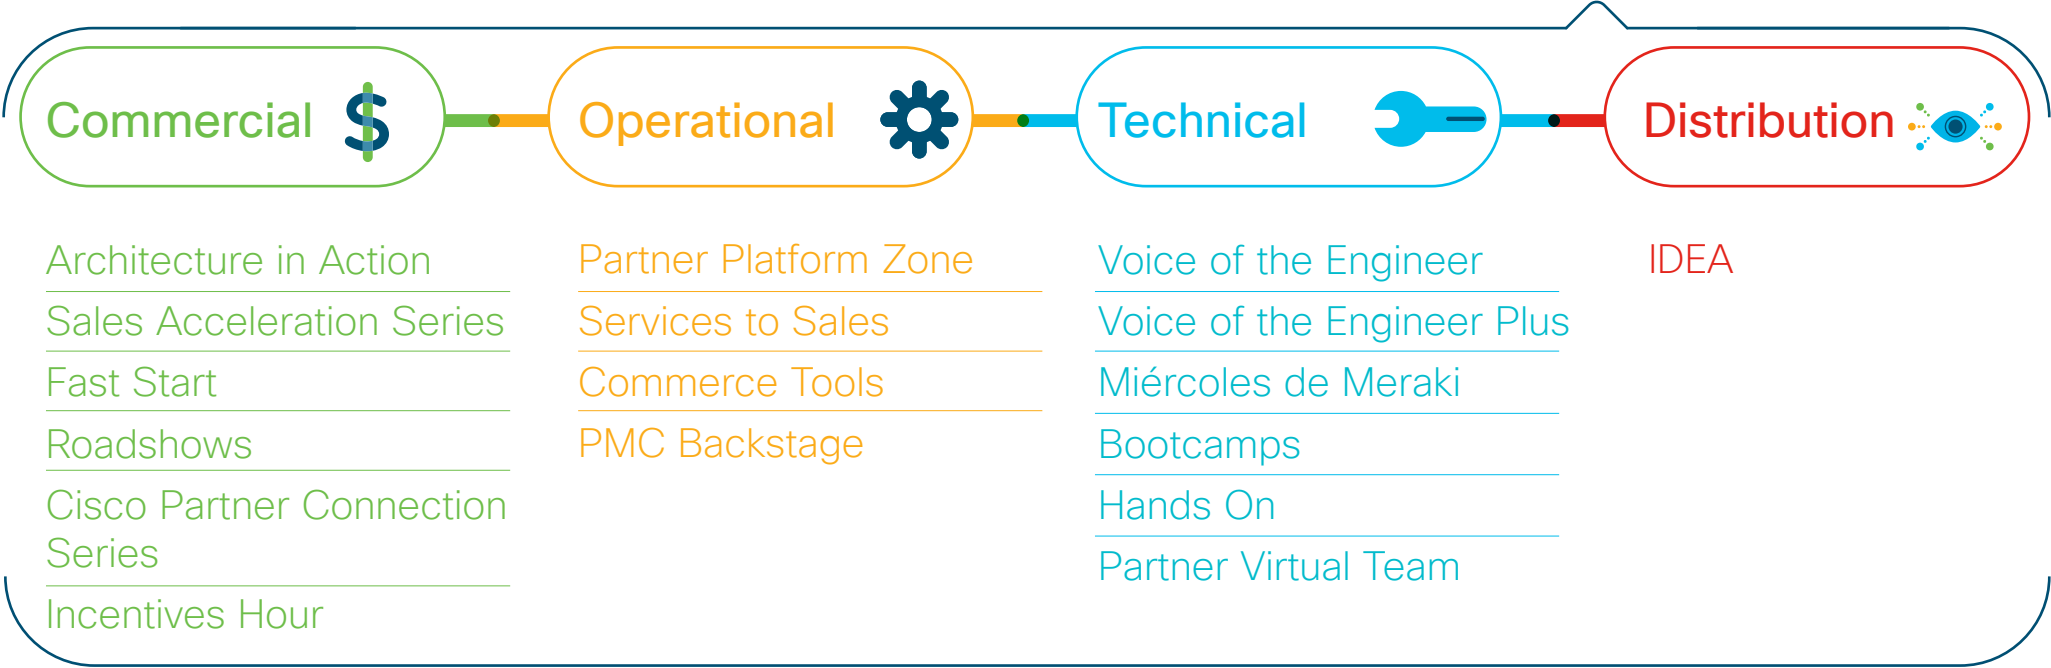 Commercial
Operational
Technical
Distribution
Architecture in Action
Sales Acceleration Series
Fast Start
Roadshows
Cisco Partner Connection
Series
Incentives Hour
Partner Platform Zone
Services to Sales
Commerce Tools
PMC Backstage
Voice of the Engineer
Voice of the Engineer Plus
Miércoles de Meraki
Bootcamps
Hands On
Partner Virtual Team
IDEA